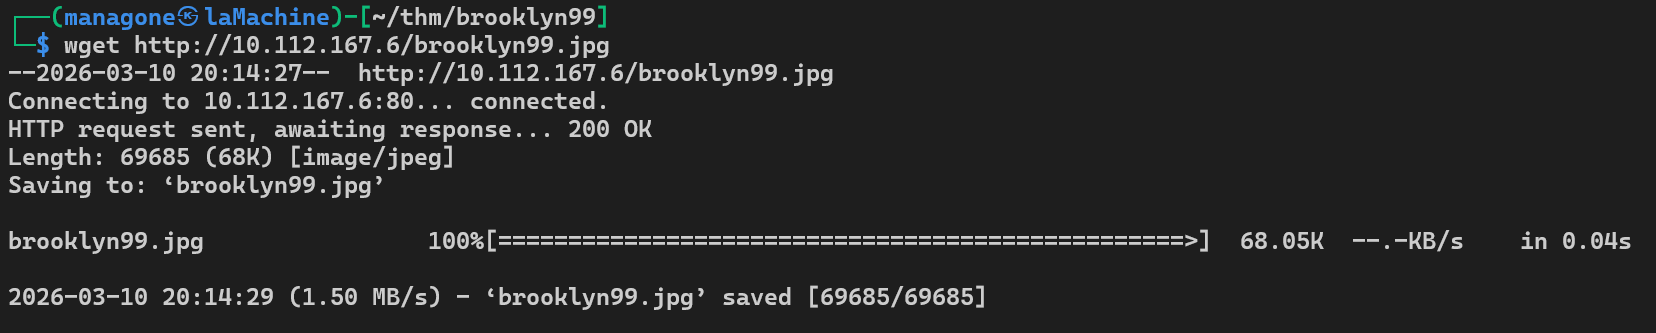 ┌──(managone㉿laMachine)-[~/thm/brooklyn99]
└─$ wget http://10.112.167.6/brooklyn99.jpg
--2026-03-10 20:14:27--  http://10.112.167.6/brooklyn99.jpg
Connecting to 10.112.167.6:80... connected.
HTTP request sent, awaiting response... 200 OK
Length: 69685 (68K) [image/jpeg]
Saving to: ‘brooklyn99.jpg’
brooklyn99.jpg                100%[=================================================>]  68.05K  --.-KB/s    in 0.04s
2026-03-10 20:14:29 (1.50 MB/s) - ‘brooklyn99.jpg’ saved [69685/69685]